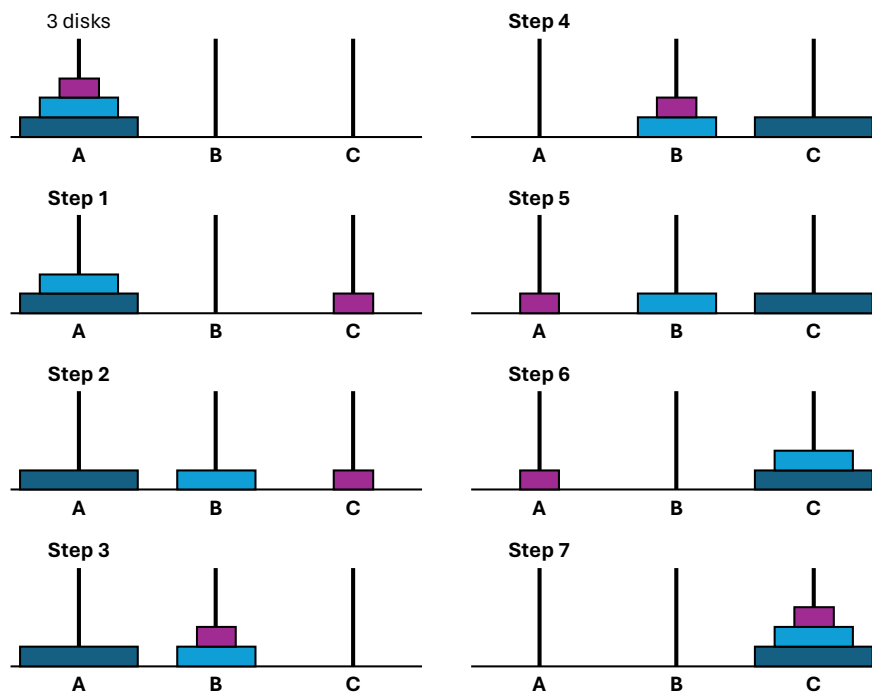 3 disks
A B C
Step 1
A B C
Step 2
A B C
Step 3
A B C
Step 4
A B C
Step 5
A B C
Step 6
A B C
Step 7
A B C